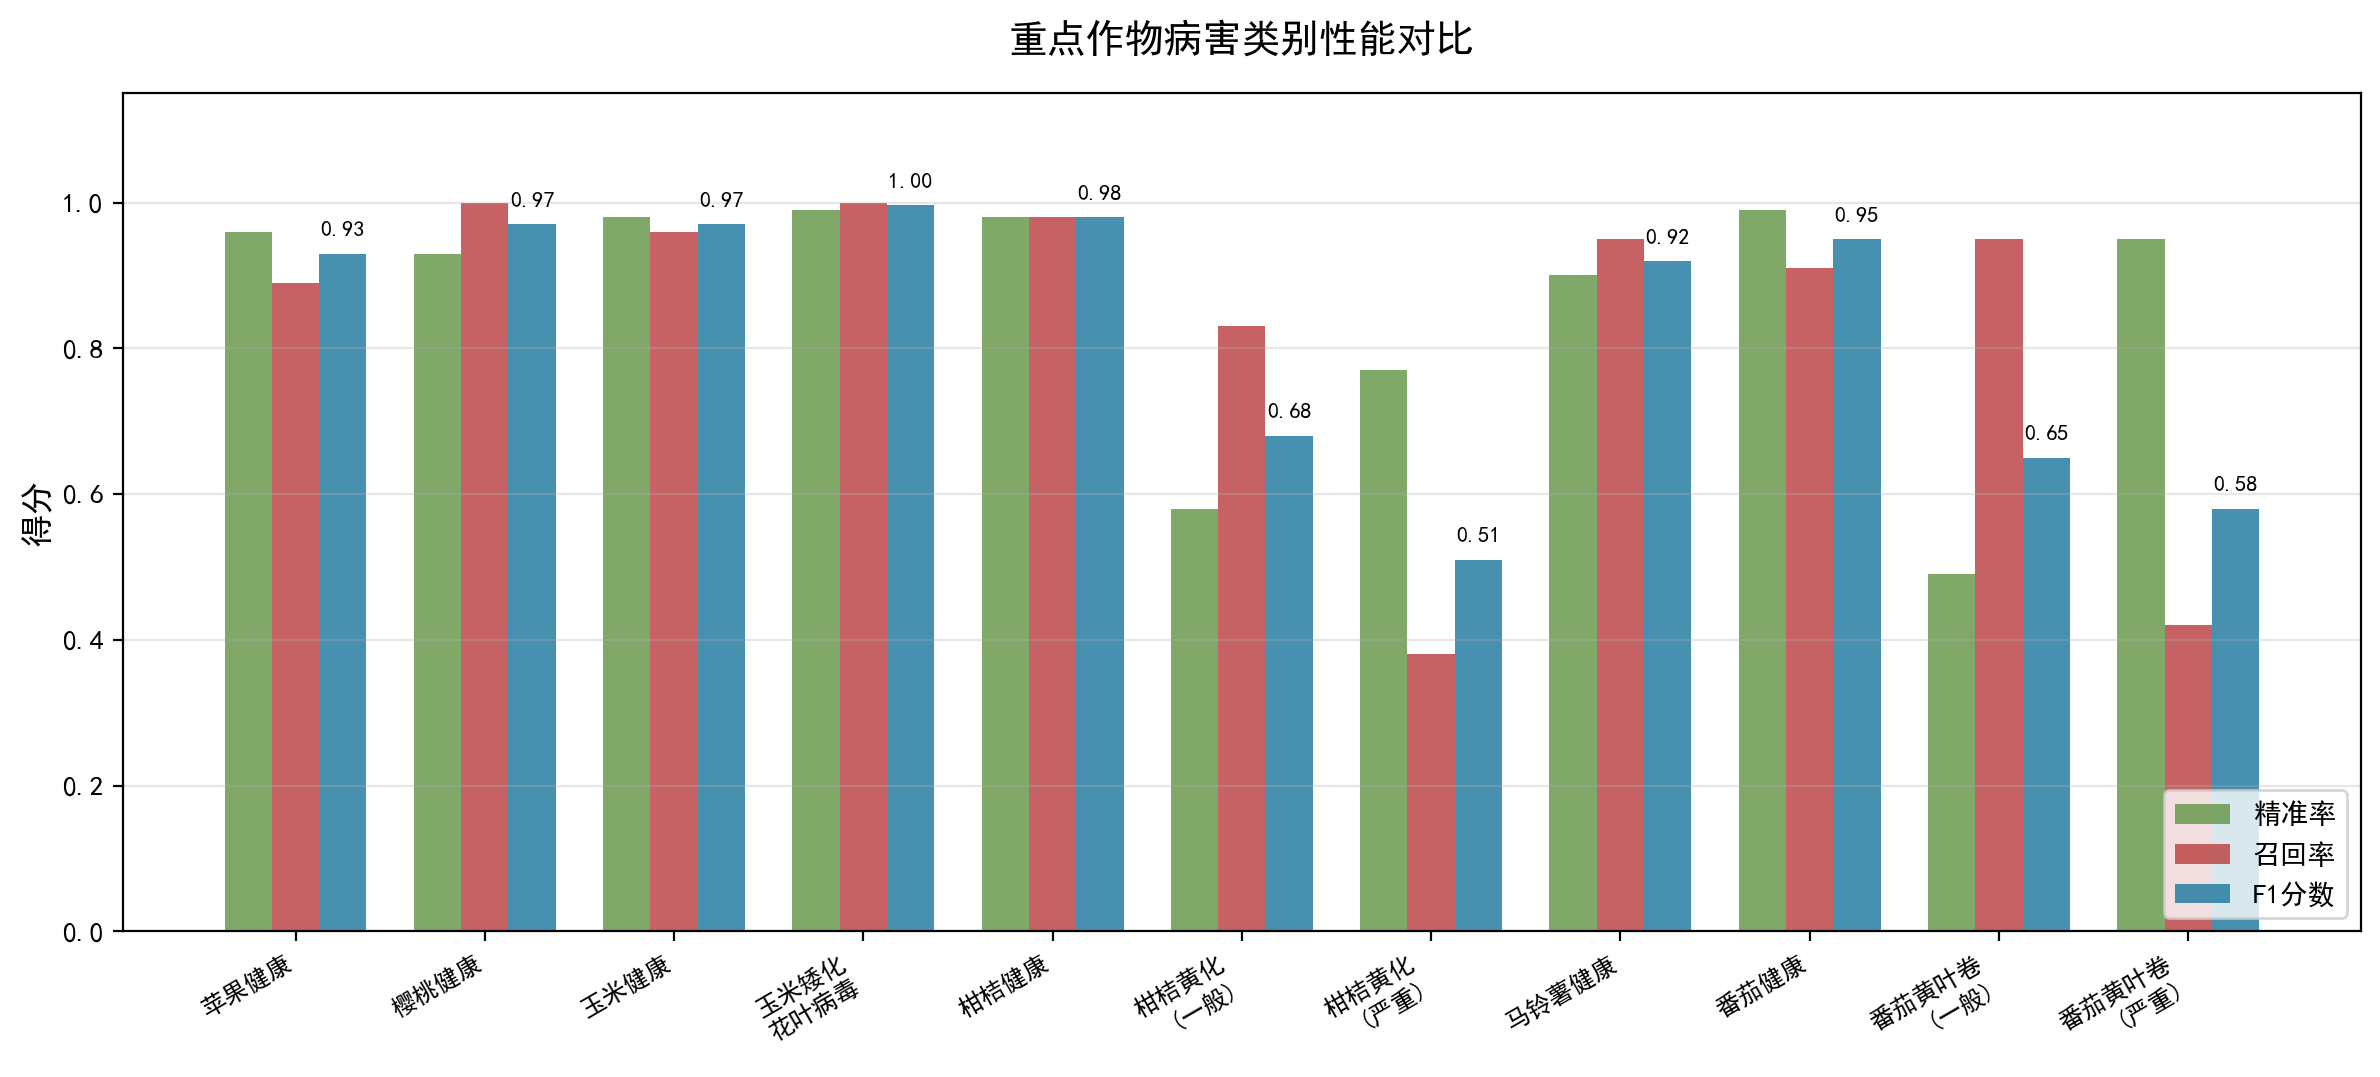 重点作物病害类别性能对比
得分
1.0
0.8
0.6
0.4
0.2
0.0
0.93
0.97
0.97
1.00
0.98
0.68
0.51
0.92
0.95
0.65
0.58
苹果健康
樱桃健康
玉米健康
玉米矮化
花叶病毒
柑桔健康
柑桔黄化
(一般)
柑桔黄化
(严重)
马铃薯健康
番茄健康
番茄黄叶卷
(一般)
番茄黄叶卷
(严重)
精准率
召回率
F1分数